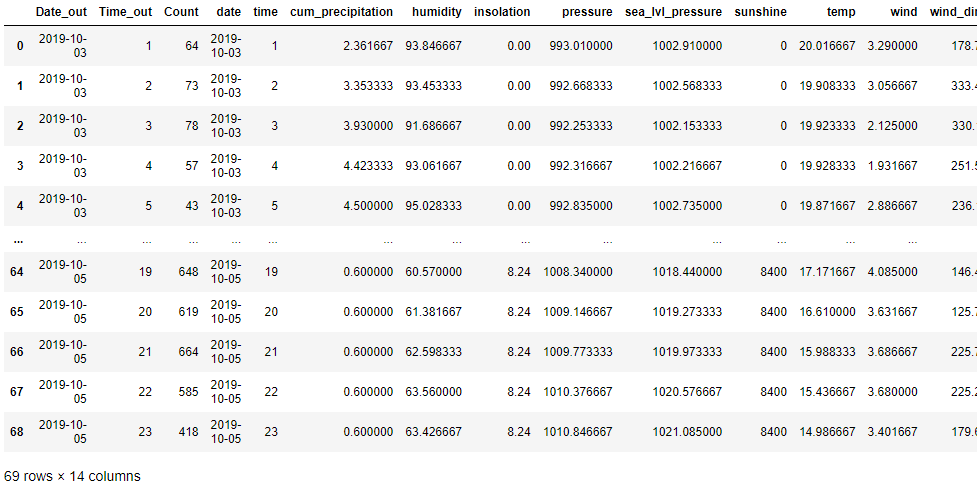 Date_out Time_out Count date time cum_precipitation humidity insolation pressure sea_lvl_pressure sunshine temp wind wind_di
0 2019-10-03 1 64 2019-10-03 1 2.361667 93.846667 0.00 993.010000 1002.910000 0 20.016667 3.290000 178.
1 2019-10-03 2 73 2019-10-03 2 3.353333 93.453333 0.00 992.668333 1002.568333 0 19.908333 3.056667 333.4
2 2019-10-03 3 78 2019-10-03 3 3.930000 91.686667 0.00 992.253333 1002.153333 0 19.923333 2.125000 330.
3 2019-10-03 4 57 2019-10-03 4 4.423333 93.061667 0.00 992.316667 1002.216667 0 19.928333 1.931667 251.5
4 2019-10-03 5 43 2019-10-03 5 4.500000 95.028333 0.00 992.835000 1002.735000 0 19.871667 2.886667 236.
... ... ... ... ... ... ... ... ... ... ... ... ... ...
64 2019-10-05 19 648 2019-10-05 19 0.600000 60.570000 8.24 1008.340000 1018.440000 8400 17.171667 4.085000 146.4
65 2019-10-05 20 619 2019-10-05 20 0.600000 61.381667 8.24 1009.146667 1019.273333 8400 16.610000 3.631667 125.7
66 2019-10-05 21 664 2019-10-05 21 0.600000 62.598333 8.24 1009.773333 1019.973333 8400 15.988333 3.686667 225.7
67 2019-10-05 22 585 2019-10-05 22 0.600000 63.560000 8.24 1010.376667 1020.576667 8400 15.436667 3.680000 225.2
68 2019-10-05 23 418 2019-10-05 23 0.600000 63.426667 8.24 1010.846667 1021.085000 8400 14.986667 3.401667 179.6
69 rows × 14 columns